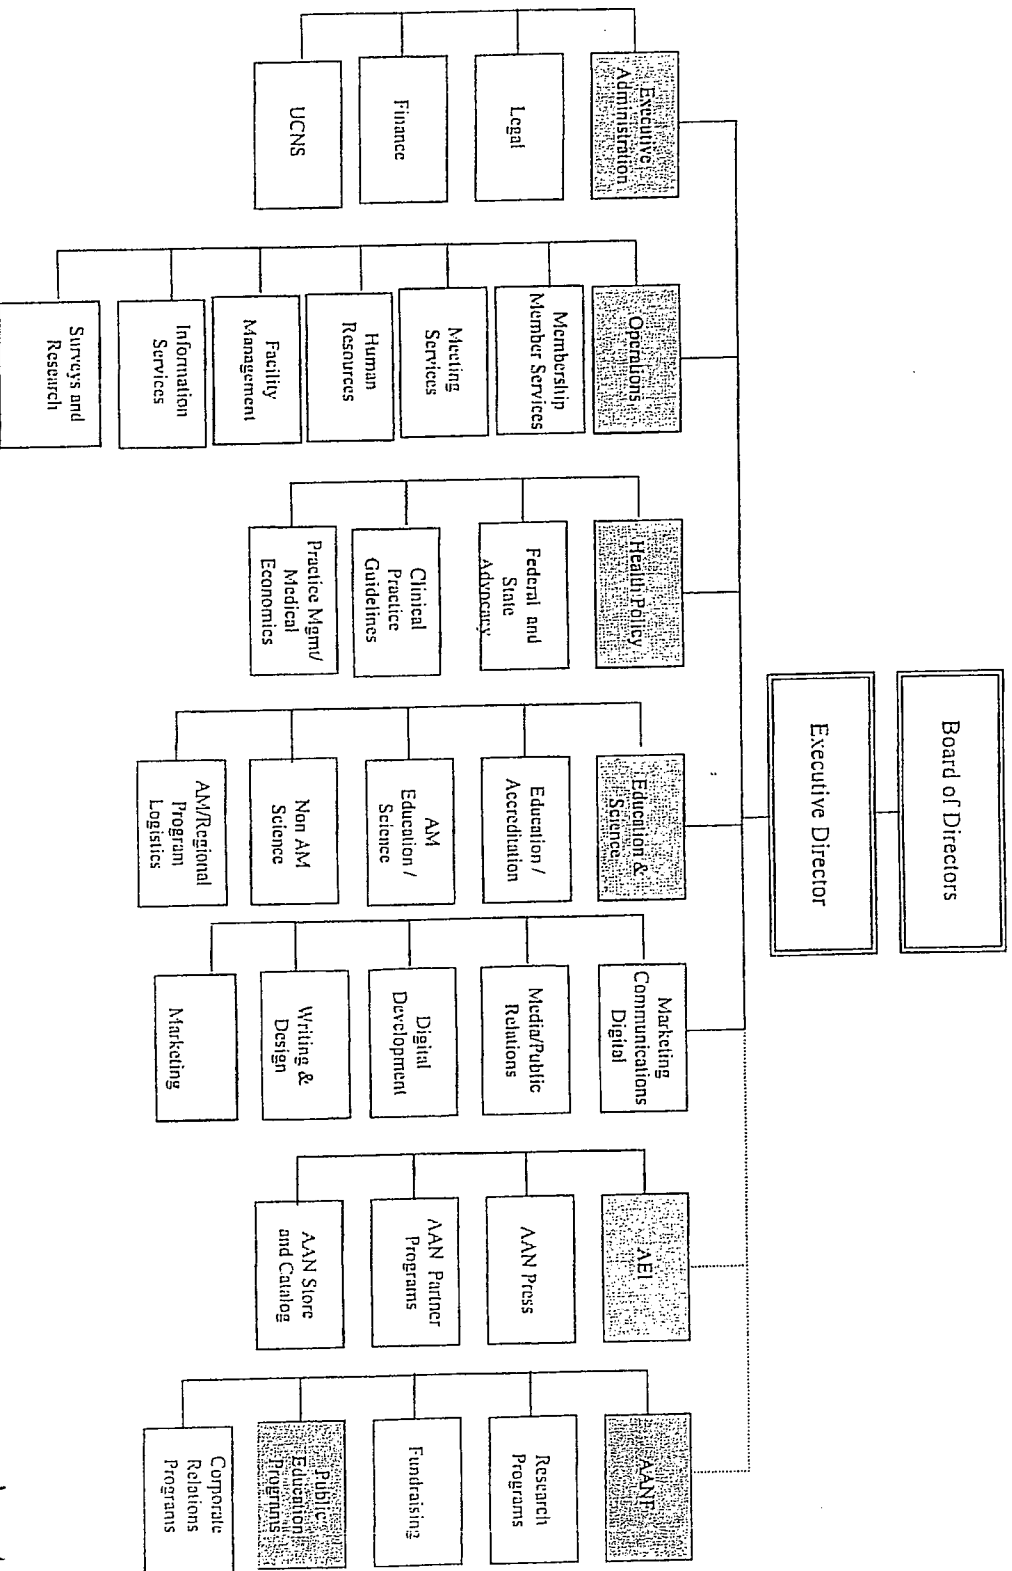 Board of Directors
Executive Director
Executive
Administration
Legal
Finance
UCNS
Operations
Membership
Member Services
Meeting
Services
Human
Resources
Facility
Management
Information
Services
Surveys and
Research
Health Policy
Federal and
State
Advocacy
Clinical
Practice
Guidelines
Practice Mgmt/
Medical
Economics
Education &
Science
Education /
Accreditation
AM
Education /
Science
Non AM
Science
AM/Regional
Program
Logistics
Marketing
Communications
Digital
Media/Public
Relations
Digital
Development
Writing &
Design
Marketing
AEI
AAN Press
AAN Partner
Programs
AAN Store
and Catalog
AANF
Research
Programs
Fundraising
Public
Education
Programs
Corporate
Relations
Programs